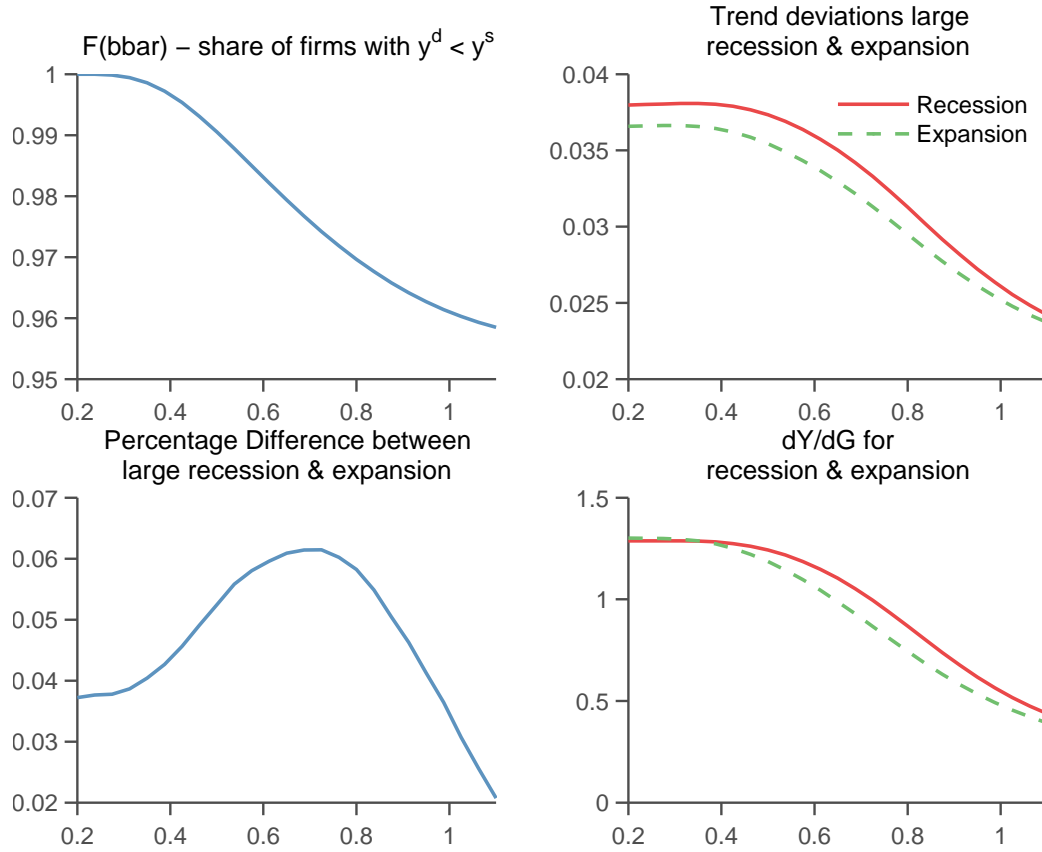 F(bbar) – share of firms with y^d < y^s
1
0.99
0.98
0.97
0.96
0.95
0.2 0.4 0.6 0.8 1
Trend deviations large
recession & expansion
0.04
0.035
0.03
0.025
0.02
Recession
Expansion
0.2 0.4 0.6 0.8 1
Percentage Difference between
large recession & expansion
0.07
0.06
0.05
0.04
0.03
0.02
0.2 0.4 0.6 0.8 1
dY/dG for
recession & expansion
1.5
1
0.5
0
0.2 0.4 0.6 0.8 1